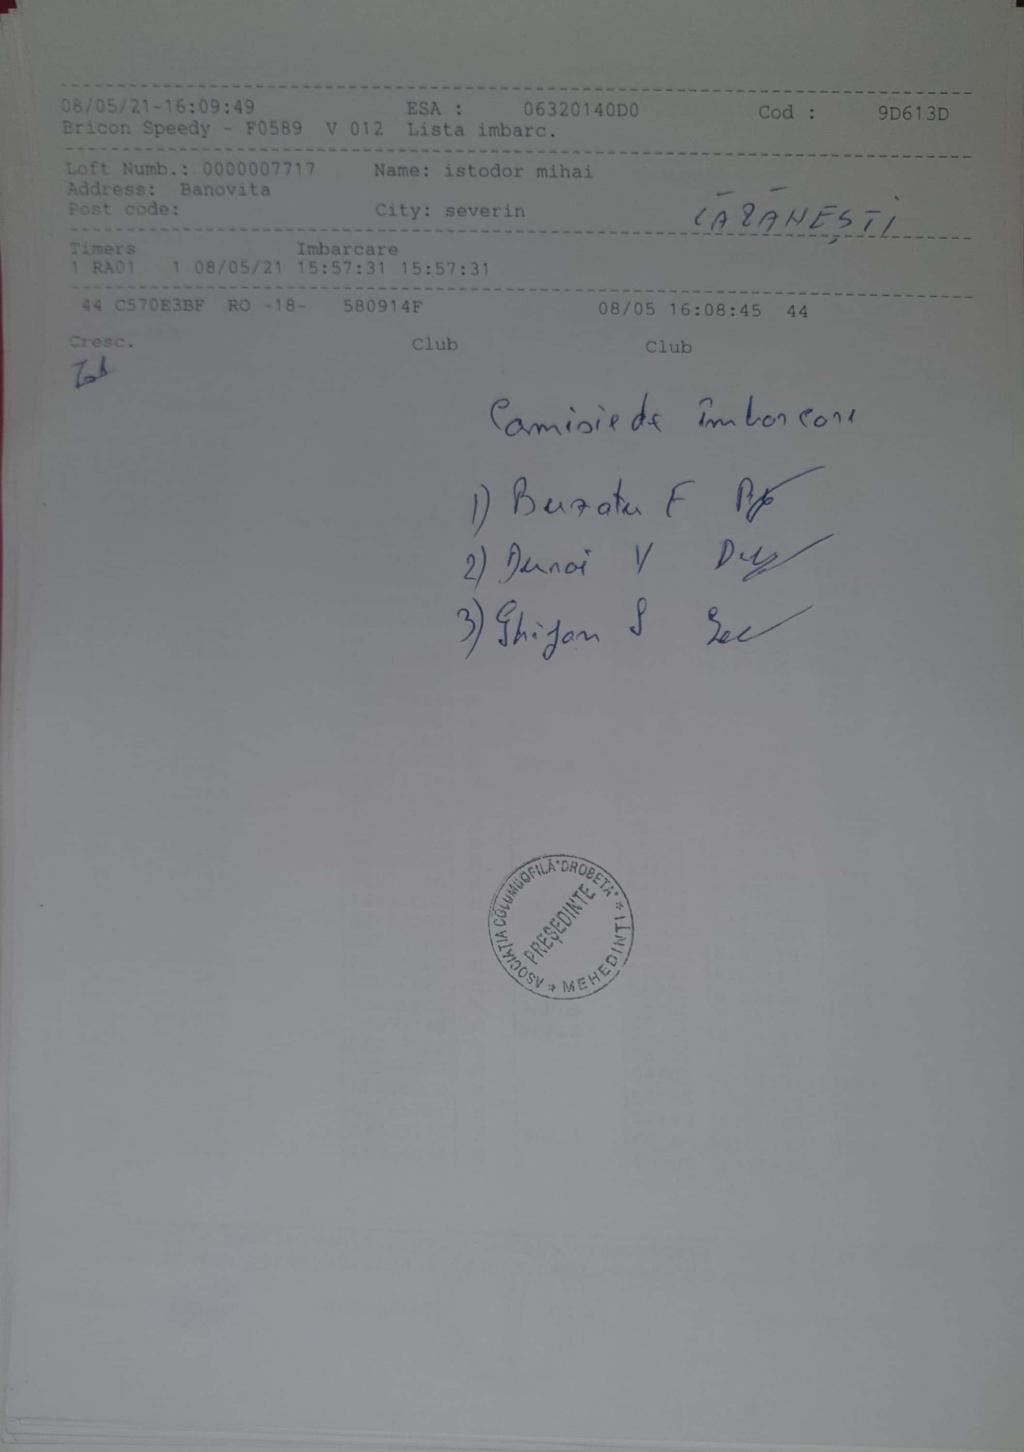 08/05/21-16:09:49 ESA : 06320140D0 Cod : 9D613D
Bricon Speedy - F0589 V 012 Lista imbarc.
Loft Numb.: 0000007717 Name: istodor mihai
Address: Banovita
Post code: City: severin
CĂZĂNEȘTI
Timers Imbarcare
1 RA01 1 08/05/21 15:57:31 15:57:31
44 C570E3BF RO -18- 580914F 08/05 16:08:45 44
Cresc. Club Club
Comisie de îmbarcare
1) Buzatu F
2) Dunoi V
3) Ghijan S
ASOCIAȚIA COLUMBOFILĂ "DROBETA" * MEHEDINȚI *
PREȘEDINTE